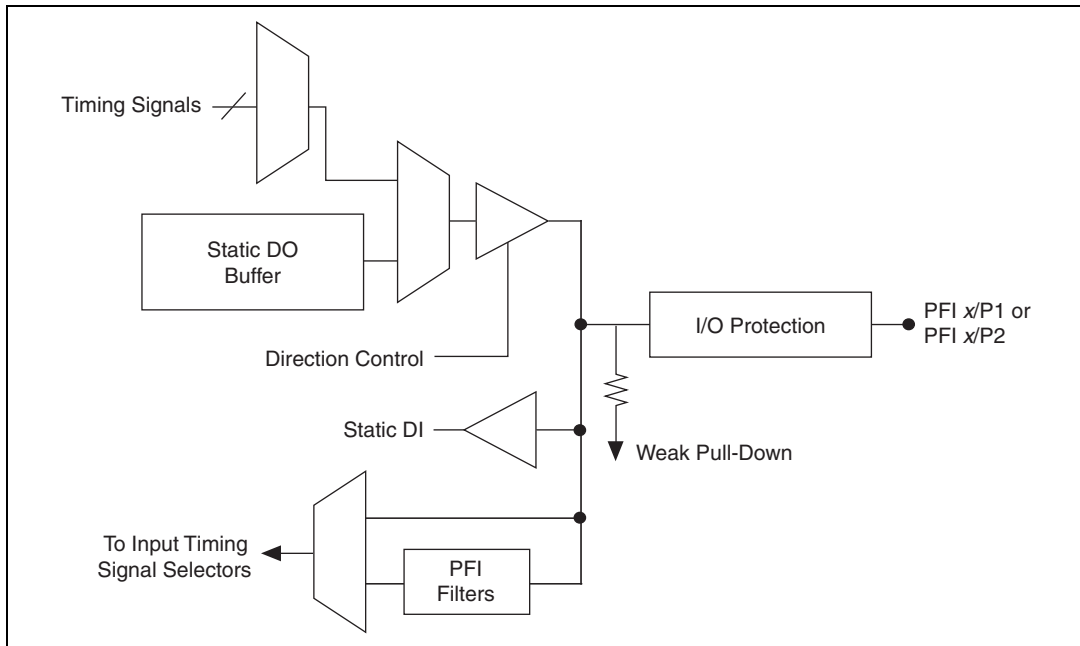 Timing Signals
Static DO
Buffer
Direction Control
I/O Protection
PFI x/P1 or
PFI x/P2
Static DI
Weak Pull-Down
To Input Timing
Signal Selectors
PFI
Filters